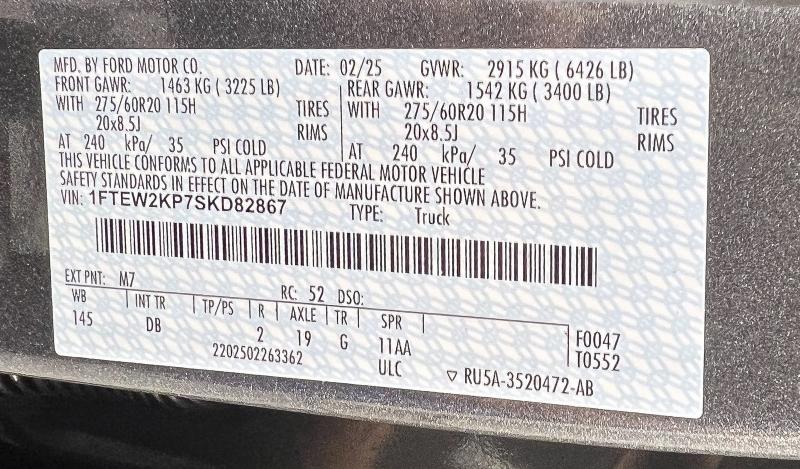 MFD. BY FORD MOTOR CO. DATE: 02/25 GVWR: 2915 KG ( 6426 LB)
FRONT GAWR: 1463 KG ( 3225 LB) REAR GAWR: 1542 KG ( 3400 LB)
WITH 275/60R20 115H TIRES WITH 275/60R20 115H TIRES
20x8.5J RIMS 20x8.5J RIMS
AT 240 kPa/ 35 PSI COLD AT 240 kPa/ 35 PSI COLD
THIS VEHICLE CONFORMS TO ALL APPLICABLE FEDERAL MOTOR VEHICLE
SAFETY STANDARDS IN EFFECT ON THE DATE OF MANUFACTURE SHOWN ABOVE.
VIN: 1FTEW2KP7SKD82867 TYPE: Truck
EXT PNT: M7 RC: 52 DSO:
WB INT TR TP/PS R AXLE TR SPR
145 DB 2 19 G 11AA F0047
2202502263362 ULC T0552
▽ RU5A-3520472-AB